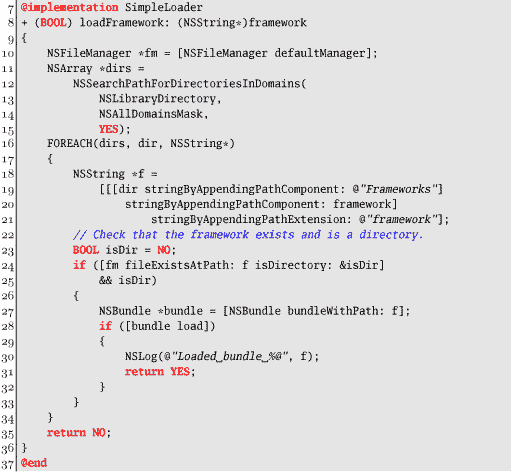 7 @implementation SimpleLoader
8 + (BOOL) loadFramework: (NSString*)framework
9 {
10     NSFileManager *fm = [NSFileManager defaultManager];
11     NSArray *dirs =
12         NSSearchPathForDirectoriesInDomains(
13             NSLibraryDirectory,
14             NSAllDomainsMask,
15             YES);
16     FOREACH(dirs, dir, NSString*)
17     {
18         NSString *f =
19             [[[dir stringByAppendingPathComponent: @"Frameworks"]
20                 stringByAppendingPathComponent: framework]
21                     stringByAppendingPathExtension: @"framework"];
22         // Check that the framework exists and is a directory.
23         BOOL isDir = NO;
24         if ([fm fileExistsAtPath: f isDirectory: &isDir]
25             && isDir)
26         {
27             NSBundle *bundle = [NSBundle bundleWithPath: f];
28             if ([bundle load])
29             {
30                 NSLog(@"Loaded␣bundle␣%@", f);
31                 return YES;
32             }
33         }
34     }
35     return NO;
36 }
37 @end